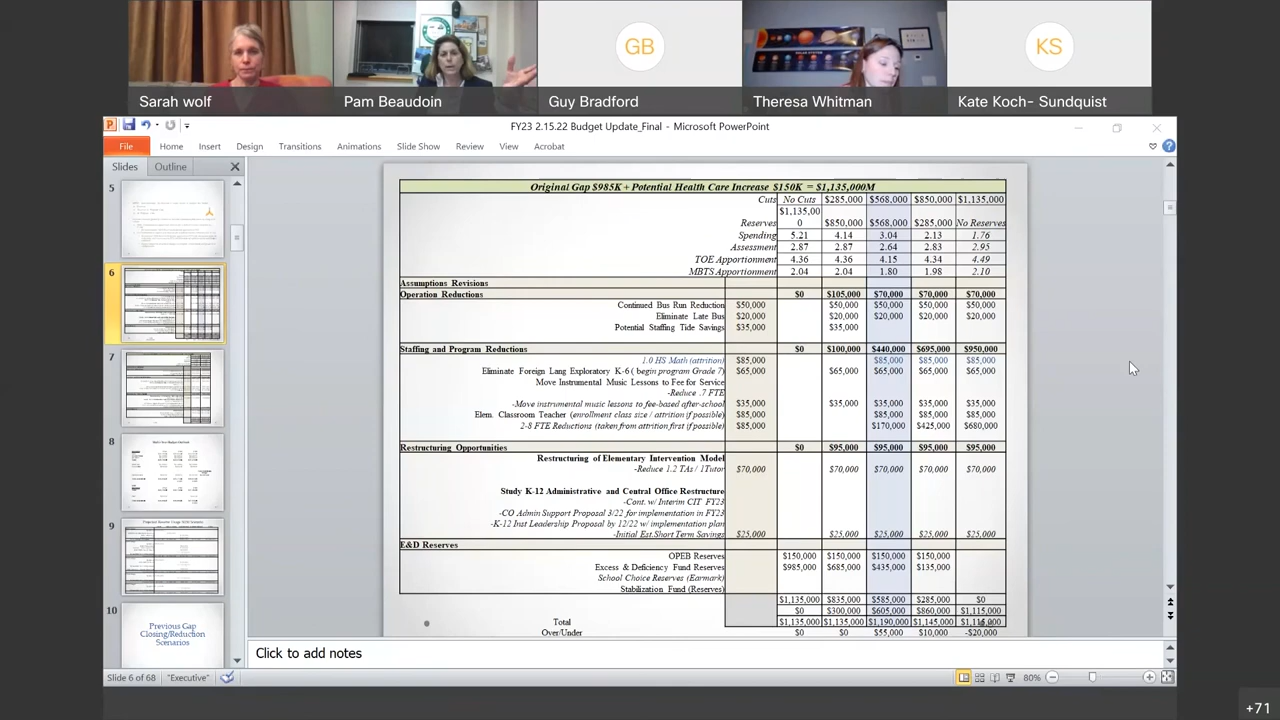 GB
KS
Sarah wolf
Pam Beaudoin
Guy Bradford
Theresa Whitman
Kate Koch- Sundquist
FY23 2.15.22 Budget Update_Final - Microsoft PowerPoint
File Home Insert Design Transitions Animations Slide Show Review View Acrobat
Slides Outline
5
6
7
8
9
10
Previous Gap
Closing/Reduction
Scenarios
Original Gap $985K + Potential Health Care Increase $150K = $1,135,000M
Cuts No Cuts $285,000 $568,000 $850,000 $1,135,000
$1,135,00
Reserves 0 $850,000 $568,000 $285,000 No Reserves
Spending 5.21 4.14 3.04 2.13 1.76
Assessment 2.87 2.87 2.64 2.83 2.95
TOE Apportionment 4.36 4.36 4.15 4.34 4.49
MBTS Apportionment 2.04 2.04 1.80 1.98 2.10
Assumptions Revisions
Operation Reductions $0 $105,000 $70,000 $70,000 $70,000
Continued Bus Run Reduction $50,000 $50,000 $50,000 $50,000 $50,000
Eliminate Late Bus $20,000 $20,000 $20,000 $20,000 $20,000
Potential Staffing Tide Savings $35,000 $35,000
Staffing and Program Reductions $0 $100,000 $440,000 $695,000 $950,000
1.0 HS Math (attrition) $85,000 $85,000 $85,000 $85,000
Eliminate Foreign Lang Exploratory K-6 ( begin program Grade 7) $65,000 $65,000 $65,000 $65,000 $65,000
Move Instrumental Music Lessons to Fee for Service
-Reduce .7 FTE
-Move instrumental music lessons to fee-based after-school $35,000 $35,000 $35,000 $35,000 $35,000
Elem. Classroom Teacher (enrollment class size / attrition if possible) $85,000 $85,000 $85,000 $85,000
2-8 FTE Reductions (taken from attrition first if possible) $85,000 $170,000 $425,000 $680,000
Restructuring Opportunities $0 $95,000 $95,000 $95,000 $95,000
Restructuring of Elementary Intervention Model
-Reduce 1.2 TAs / 1Tutor $70,000 $70,000 $70,000 $70,000 $70,000
Study K-12 Administrative and Central Office Restructure
-Cont. w/ Interim CIT FY23
-CO Admin Support Proposal 3/22 for implementation in FY23
-K-12 Inst Leadership Proposal by 12/22 w/ implementation plan
-Initial Est.Short Term Savings $25,000 $25,000 $25,000 $25,000 $25,000
E&D Reserves
OPEB Reserves $150,000 $150,000 $150,000 $150,000
Excess & Deficiency Fund Reserves $985,000 $685,000 $435,000 $135,000
School Choice Reserves (Earmark)
Stabilization Fund (Reserves)
$1,135,000 $835,000 $585,000 $285,000 $0
$0 $300,000 $605,000 $860,000 $1,115,000
Total $1,135,000 $1,135,000 $1,190,000 $1,145,000
Over/Under $0 $0 $55,000 $10,000 -$20,000
Click to add notes
Slide 6 of 68 "Executive" 80%
+71